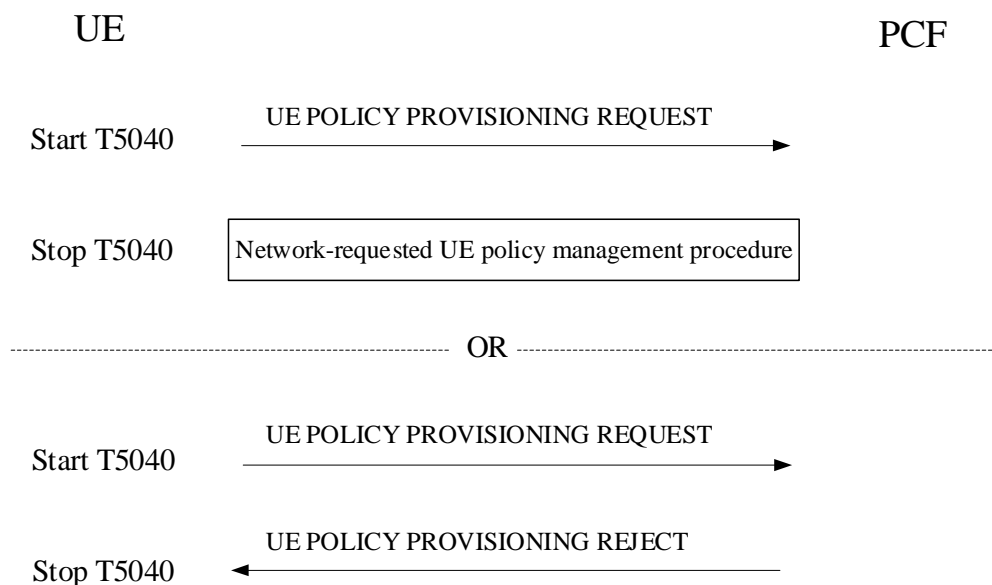 UE
PCF
UE POLICY PROVISIONING REQUEST
Start T5040
Stop T5040
Network-requested UE policy management procedure
OR
UE POLICY PROVISIONING REQUEST
Start T5040
UE POLICY PROVISIONING REJECT
Stop T5040